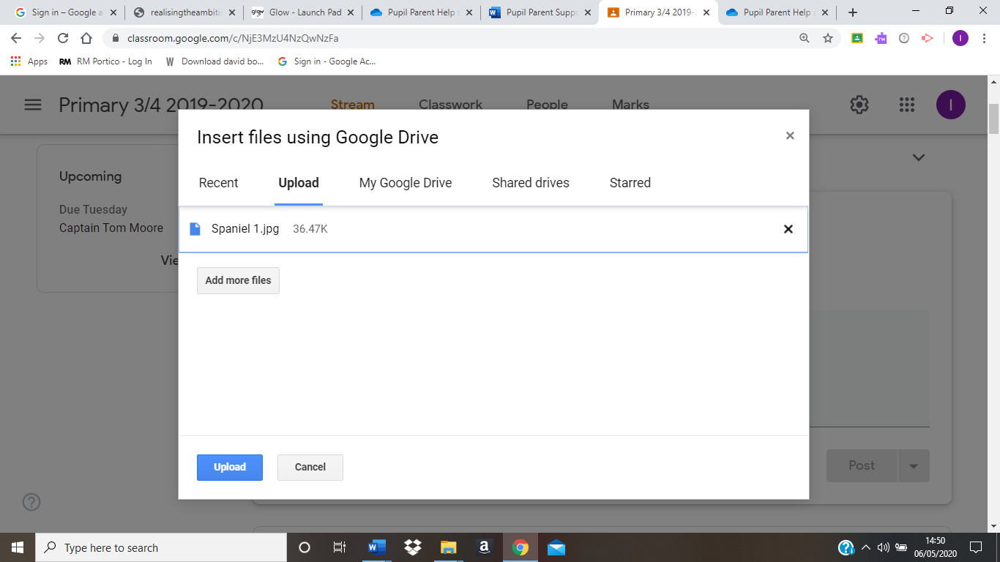 Sign in – Google a
realisingtheambiti
Glow - Launch Pad
Pupil Parent Help
Pupil Parent Suppo
Primary 3/4 2019-
Pupil Parent Help
classroom.google.com/c/NjE3MzU4NzQwNzFa
I
Apps
RM RM Portico - Log In
W Download david bo...
G Sign in - Google Ac...
Primary 3/4 2019-2020
Stream
Classwork
People
Marks
I
Insert files using Google Drive
Recent
Upload
My Google Drive
Shared drives
Starred
Upcoming
Due Tuesday
Captain Tom Moore
Vie
Spaniel 1.jpg 36.47K
Add more files
Upload
Cancel
Post
Type here to search
14:50
06/05/2020